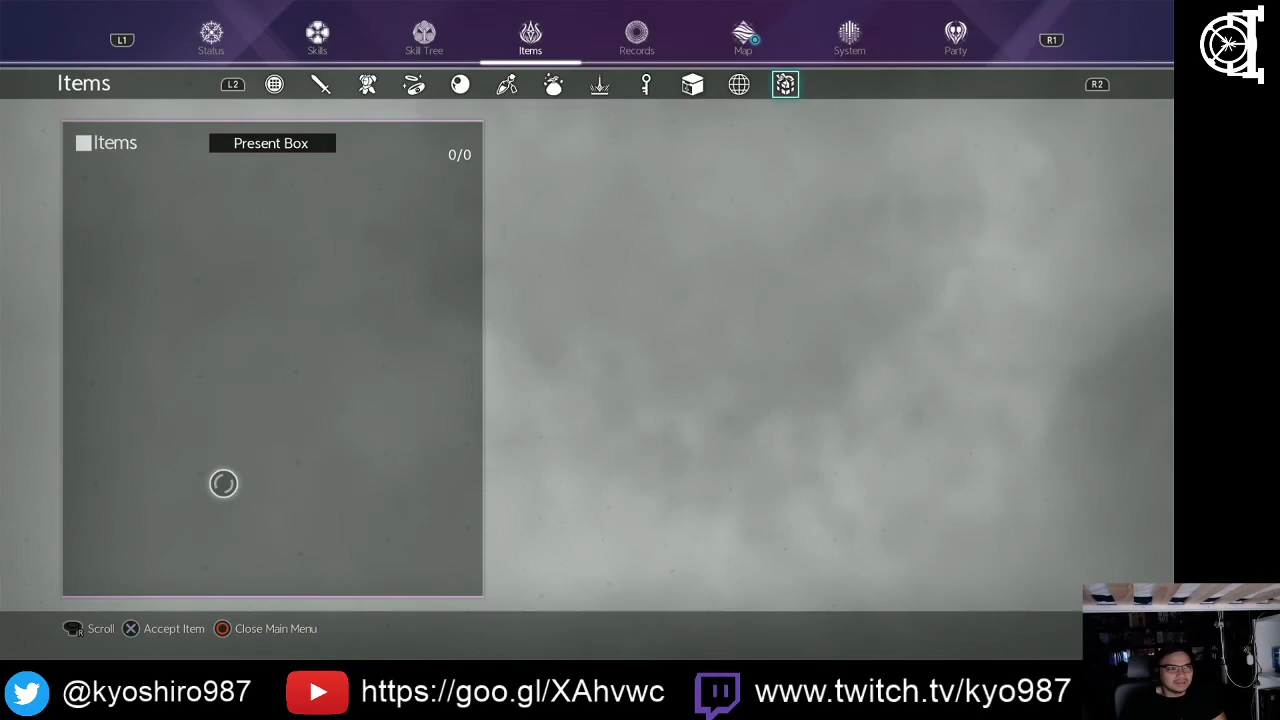 L1 Status Skills Skill Tree Items Records Map System Party R1
Items L2 R2
Items Present Box
0/0
R Scroll Accept Item Close Main Menu
@kyoshiro987 https://goo.gl/XAhvwc www.twitch.tv/kyo987